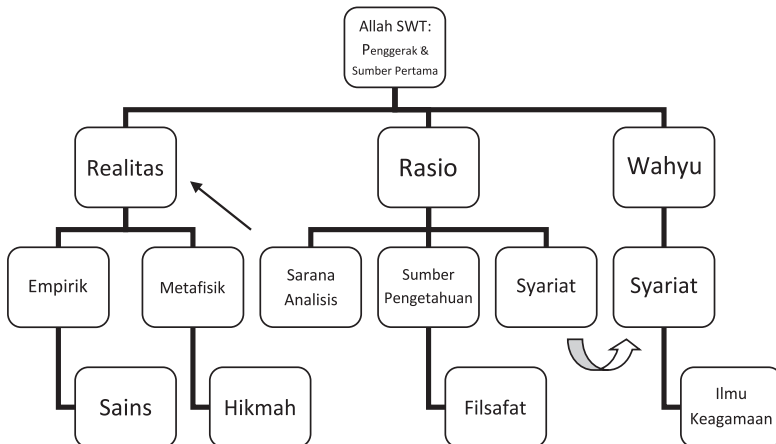 Allah SWT:
Penggerak &
Sumber Pertama
Realitas
Rasio
Wahyu
Empirik
Metafisik
Sarana
Analisis
Sumber
Pengetahuan
Syariat
Syariat
Sains
Hikmah
Filsafat
Ilmu
Keagamaan